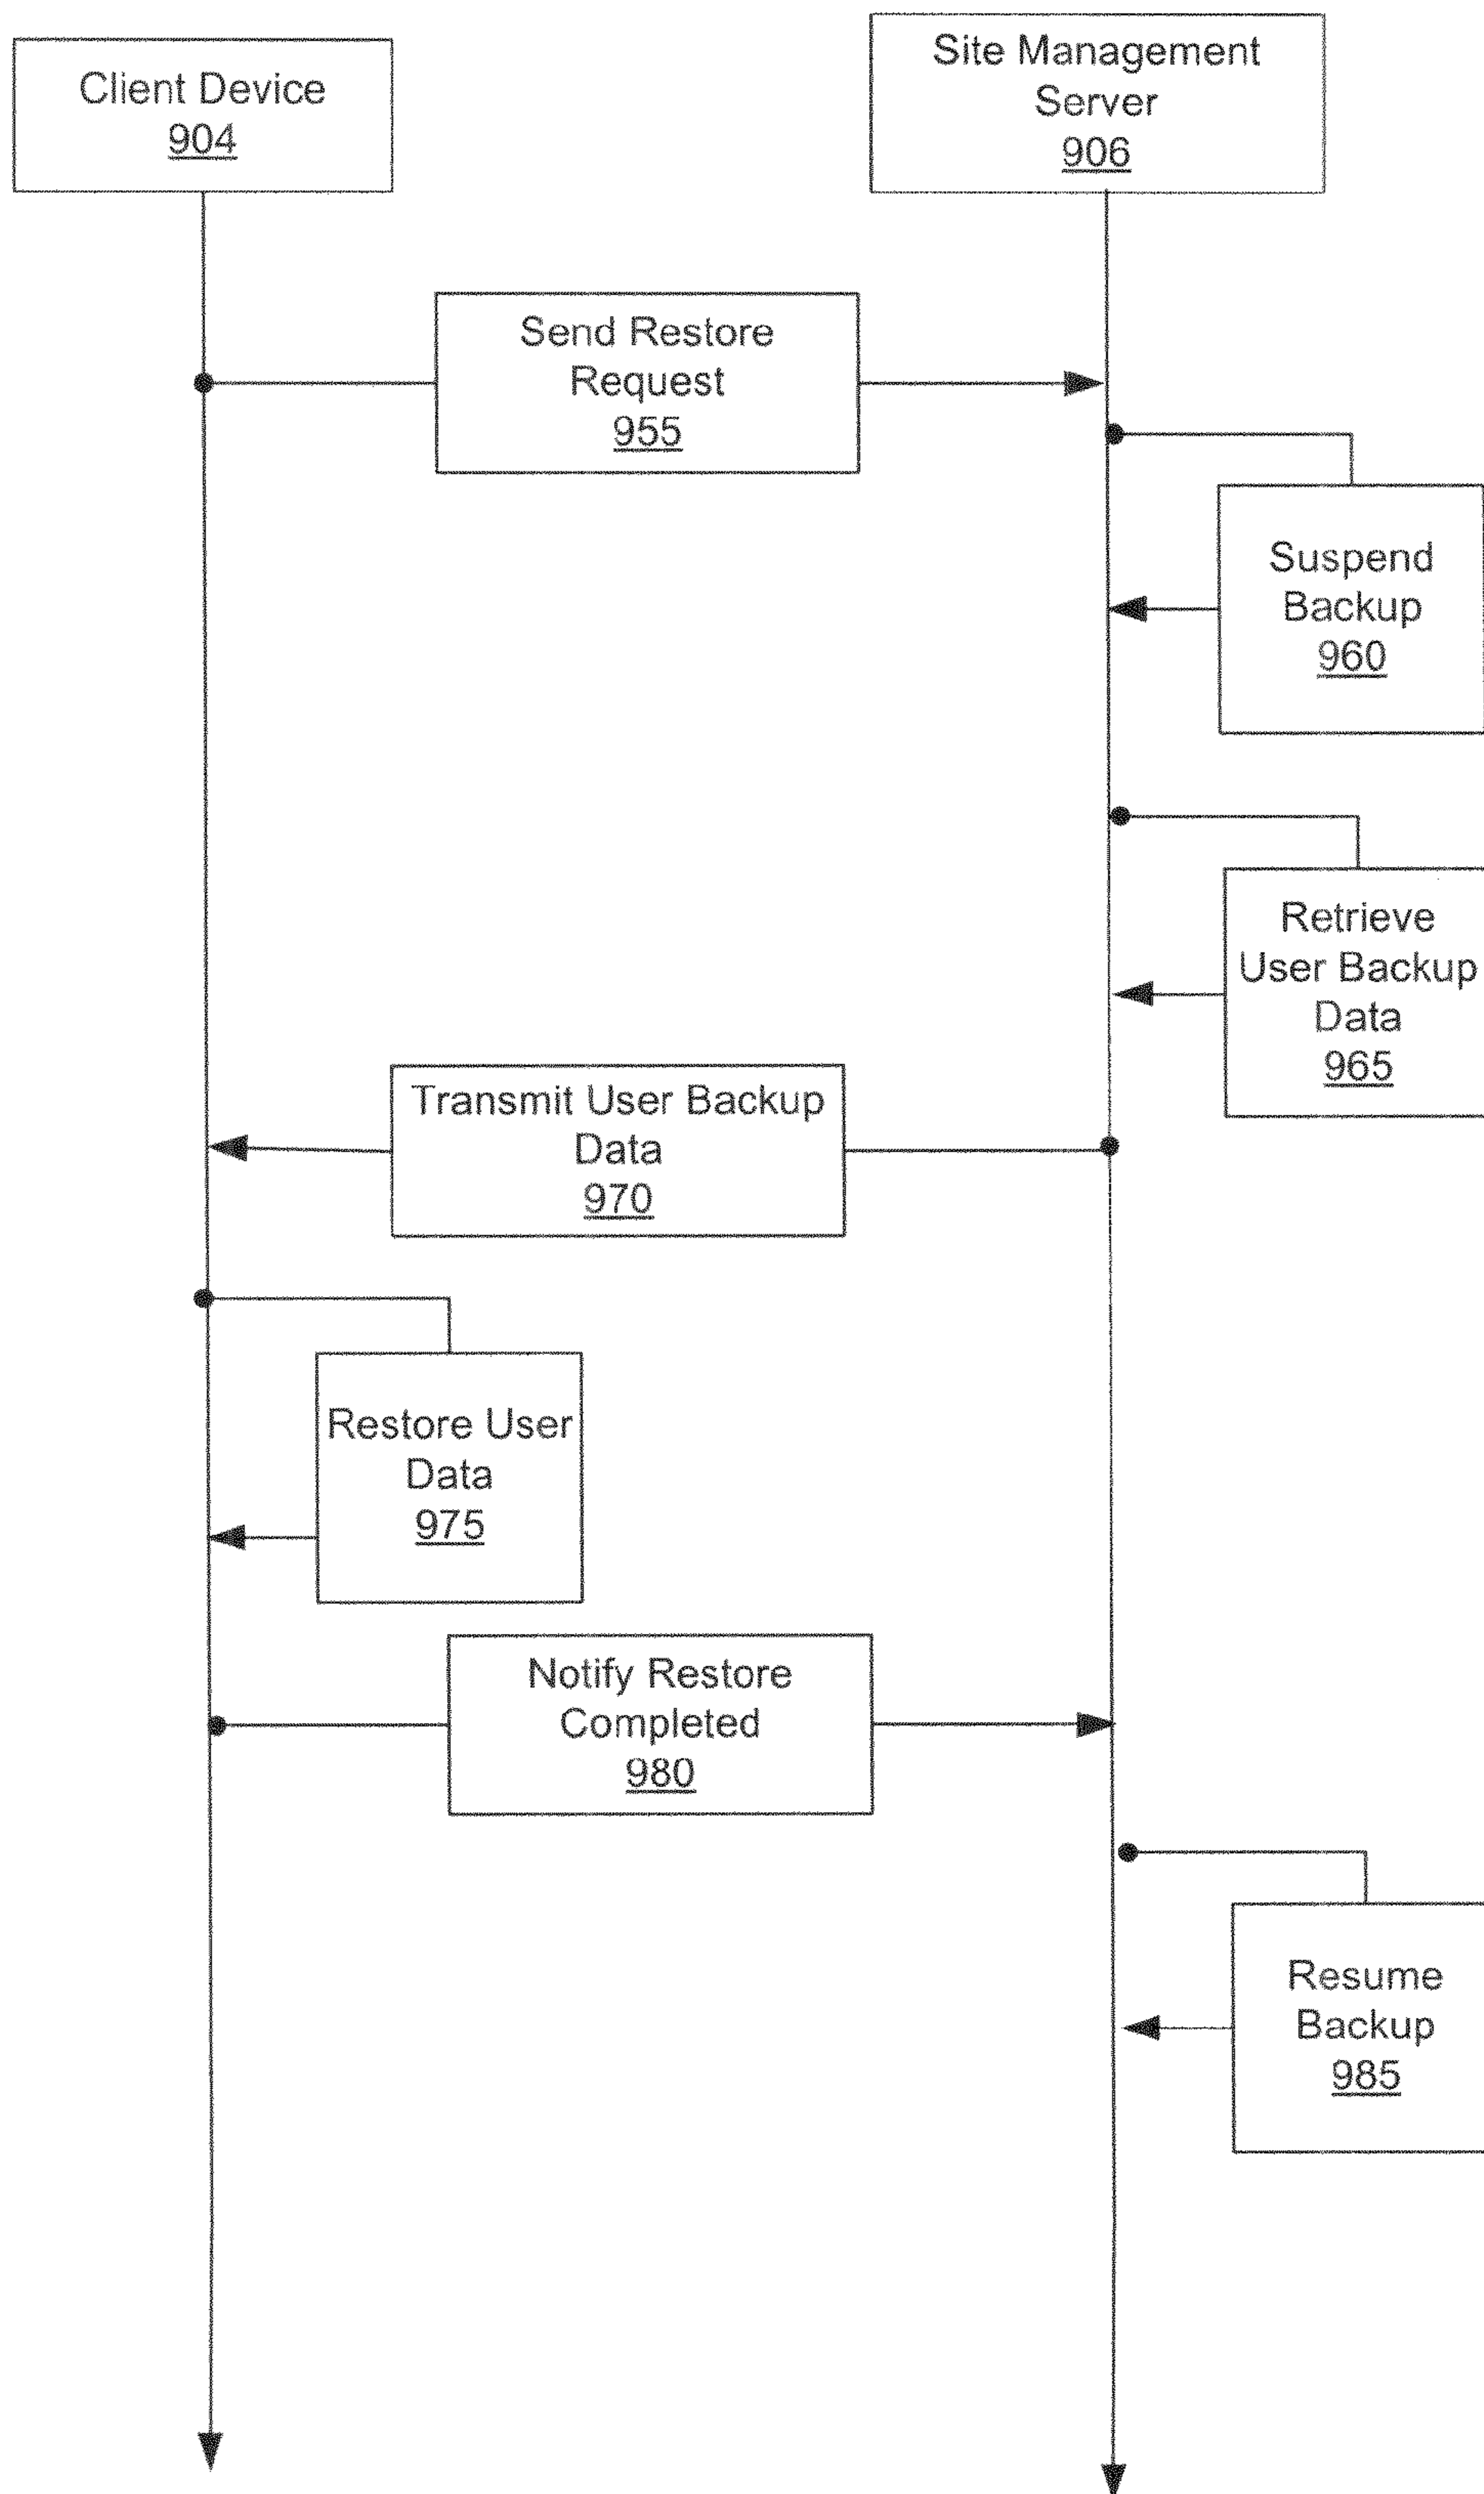 Client Device
904
Site Management
Server
906
Send Restore
Request
955
Suspend
Backup
960
Retrieve
User Backup
Data
965
Transmit User Backup
Data
970
Restore User
Data
975
Notify Restore
Completed
980
Resume
Backup
985